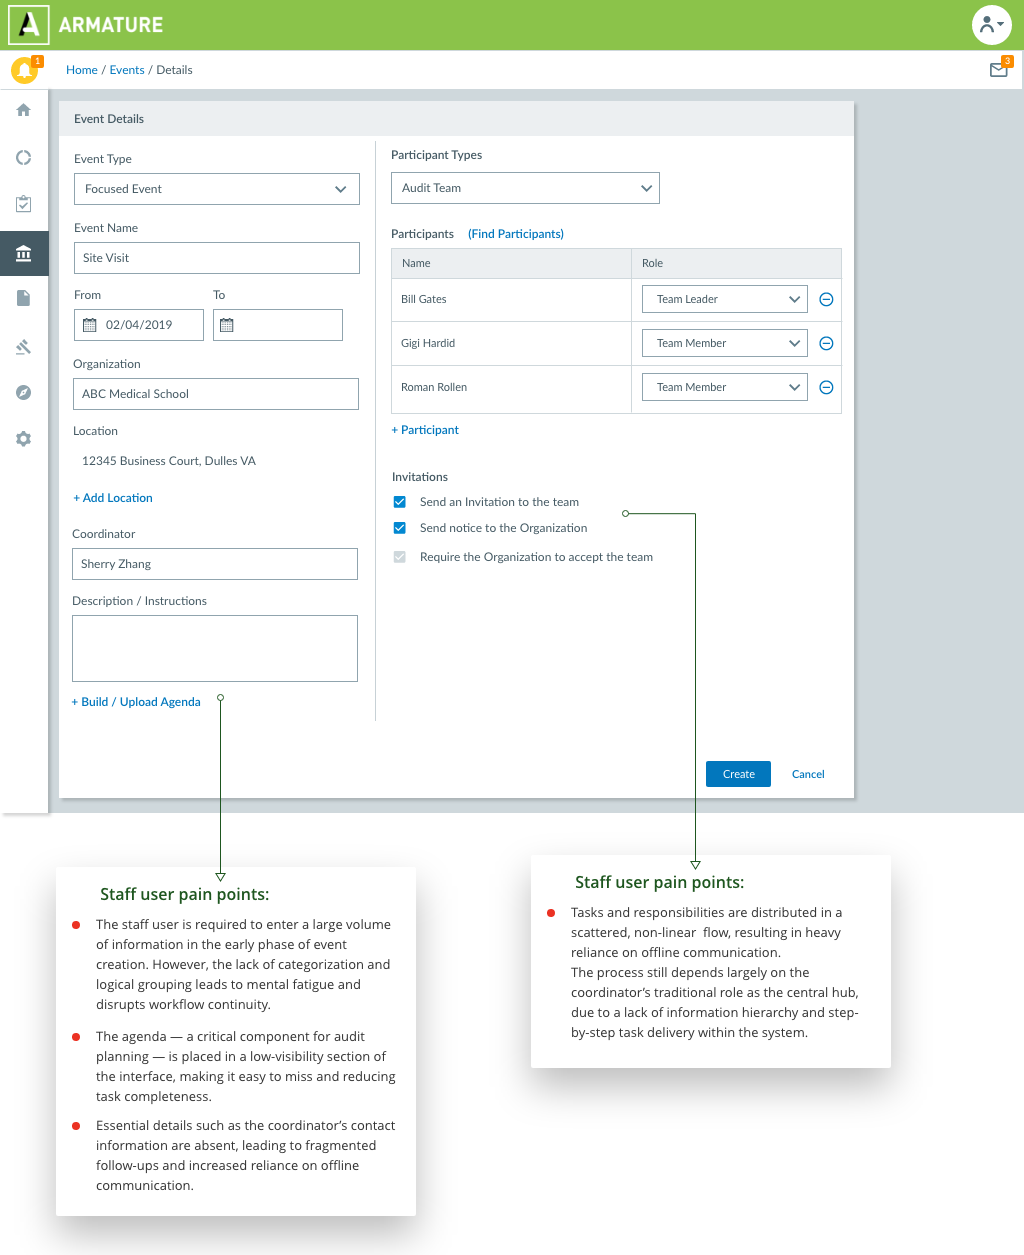 A ARMATURE
1
Home / Events / Details
3
Event Details
Event Type
Focused Event
Event Name
Site Visit
From To
02/04/2019
Organization
ABC Medical School
Location
12345 Business Court, Dulles VA
+ Add Location
Coordinator
Sherry Zhang
Description / Instructions
+ Build / Upload Agenda
Participant Types
Audit Team
Participants (Find Participants)
Name Role
Bill Gates Team Leader
Gigi Hardid Team Member
Roman Rollen Team Member
+ Participant
Invitations
Send an Invitation to the team
Send notice to the Organization
Require the Organization to accept the team
Create Cancel
Staff user pain points:
The staff user is required to enter a large volume
of information in the early phase of event
creation. However, the lack of categorization and
logical grouping leads to mental fatigue and
disrupts workflow continuity.
The agenda — a critical component for audit
planning — is placed in a low-visibility section of
the interface, making it easy to miss and reducing
task completeness.
Essential details such as the coordinator’s contact
information are absent, leading to fragmented
follow-ups and increased reliance on offline
communication.
Staff user pain points:
Tasks and responsibilities are distributed in a
scattered, non-linear flow, resulting in heavy
reliance on offline communication.
The process still depends largely on the
coordinator’s traditional role as the central hub,
due to a lack of information hierarchy and step-
by-step task delivery within the system.